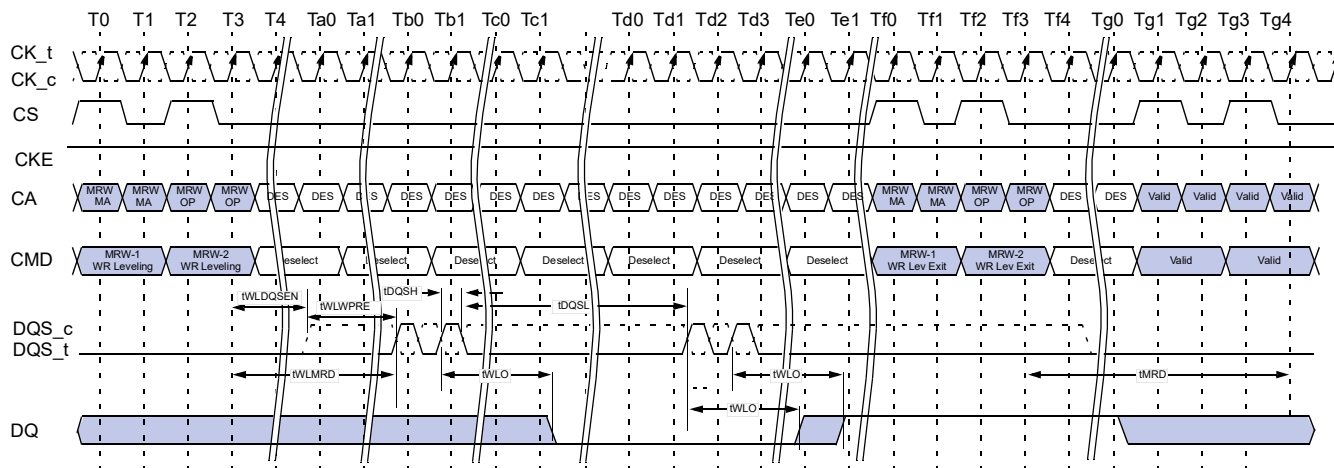 T0 T1 T2 T3 T4 Ta0 Ta1 Tb0 Tb1 Tc0 Tc1 Td0 Td1 Td2 Td3 Te0 Te1 Tf0 Tf1 Tf2 Tf3 Tf4 Tg0 Tg1 Tg2 Tg3 Tg4
CK_t
CK_c
CS
CKE
CA
MRW MRW MRW MRW DES DES DES DES DES DES DES DES DES DES DES DES DES DES MRW MRW MRW MRW DES DES Valid Valid Valid Valid
MA MA OP OP MA MA OP OP
CMD
MRW-1 MRW-2 Deselect Deselect Deselect Deselect Deselect Deselect Deselect MRW-1 MRW-2 Deselect Valid Valid
WR Leveling WR Leveling WR Lev Exit WR Lev Exit
tWLDQSEN tDQSH
tWLWPRE tDQSL
DQS_c
DQS_t
tWLMRD tWLO tWLO tMRD
tWLO
DQ